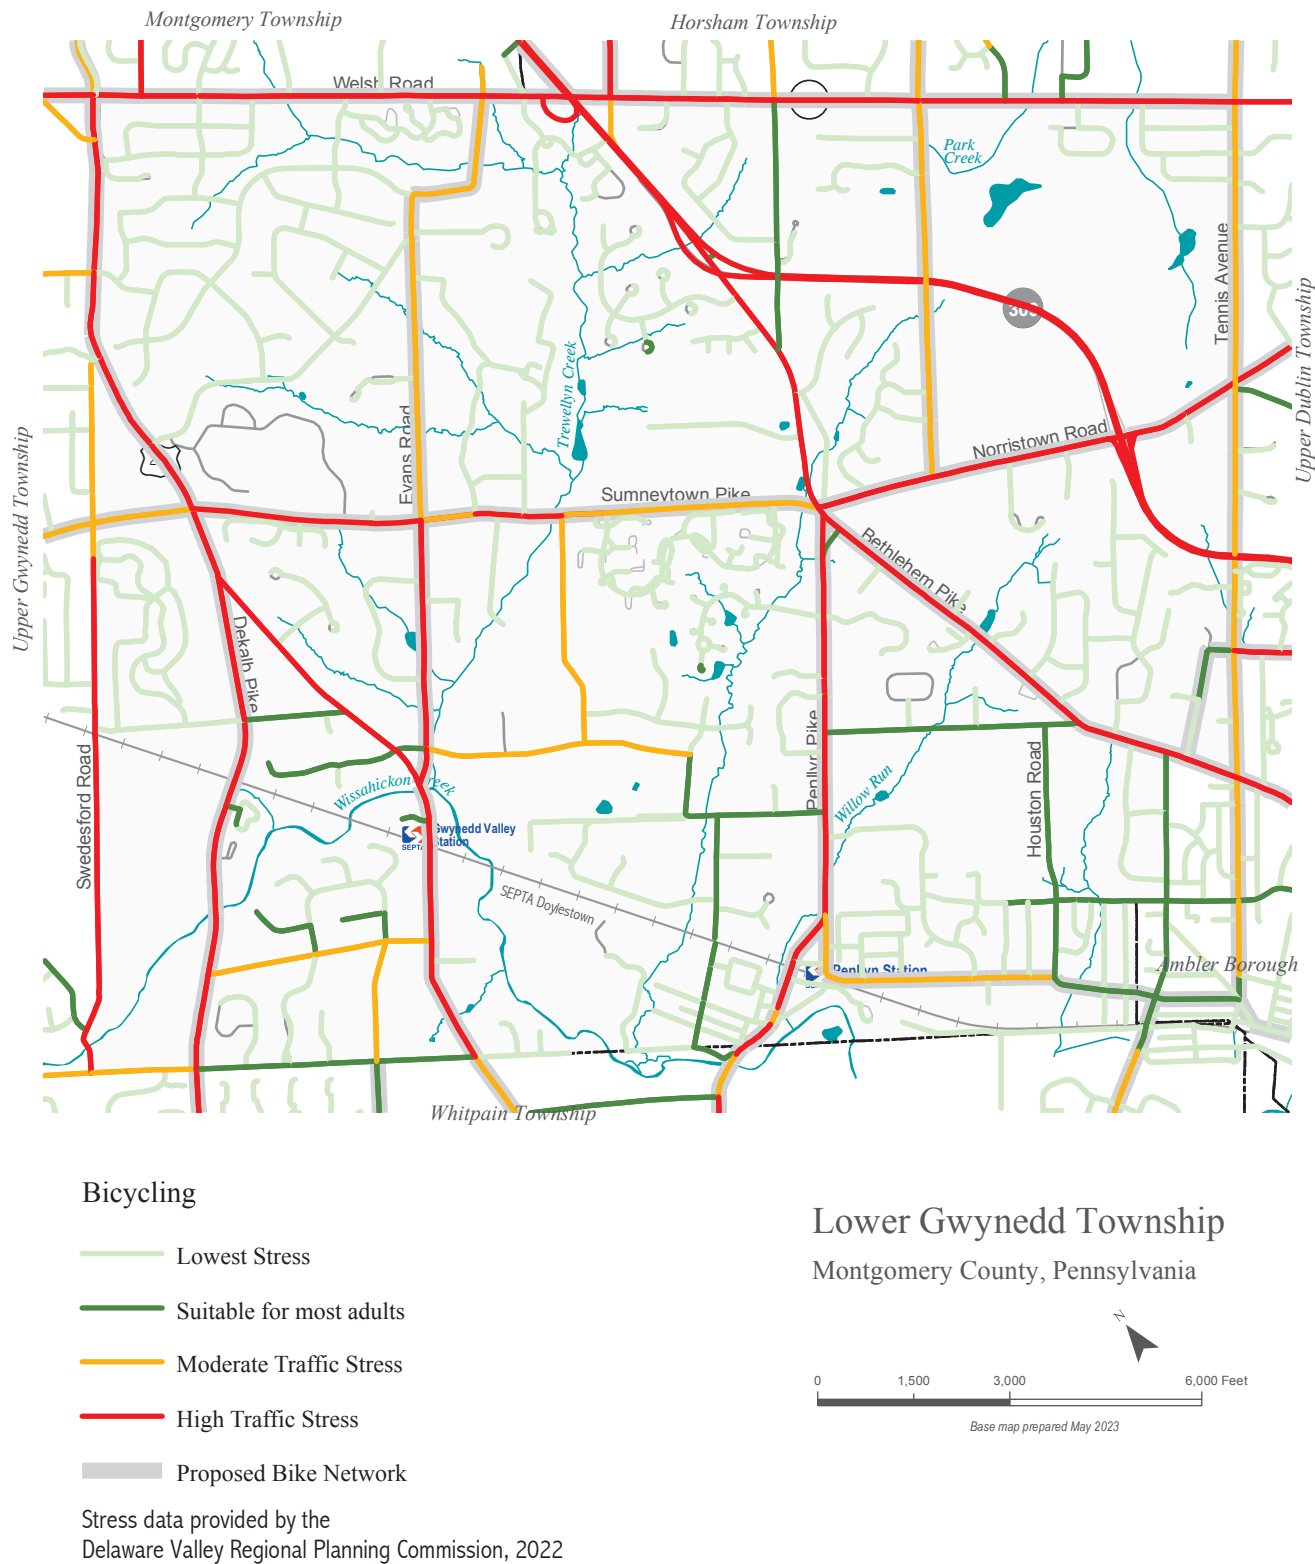 Montgomery Township
Horsham Township
Welsh Road
Park
Creek
Tennis Avenue
Upper Dublin Township
309
Trewellyn Creek
Evans Road
Norristown Road
Sumneytown Pike
Upper Gwynedd Township
Bethlehem Pike
Dekalb Pike
Penllyn Pike
Swedesford Road
Wissahickon Creek
Willow Run
Houston Road
Gwynedd Valley
Station
SEPTA
SEPTA Doylestown
Penllyn Station
Ambler Borough
Whitpain Township
Bicycling
Lowest Stress
Suitable for most adults
Moderate Traffic Stress
High Traffic Stress
Proposed Bike Network
Stress data provided by the
Delaware Valley Regional Planning Commission, 2022
Lower Gwynedd Township
Montgomery County, Pennsylvania
N
0 1,500 3,000 6,000 Feet
Base map prepared May 2023